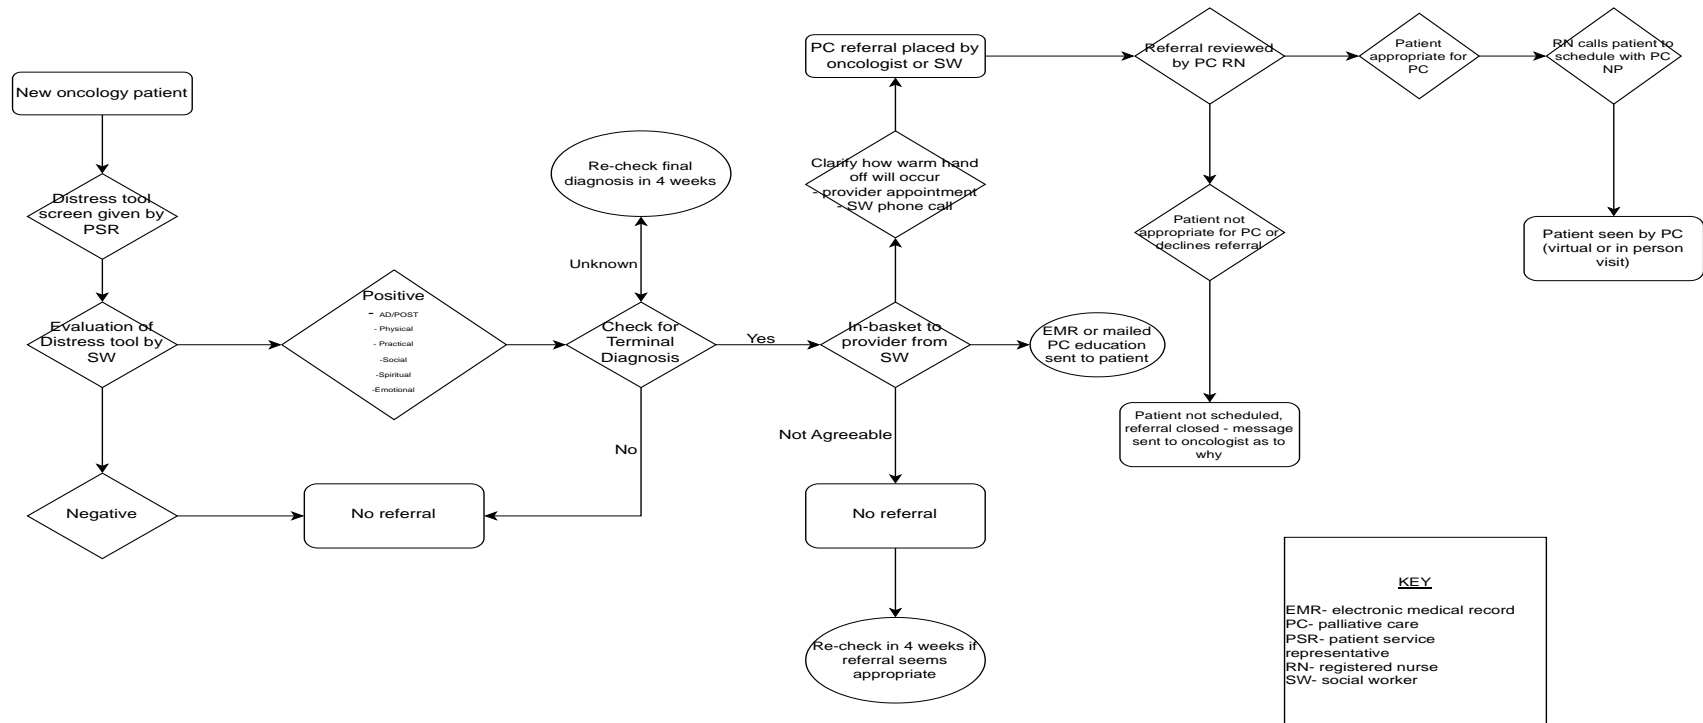 New oncology patient
Distress tool
screen given by
PSR
Evaluation of
Distress tool by
SW
Negative
Positive
- AD/POST
- Physical
- Practical
-Social
-Spiritual
-Emotional
No referral
Re-check final
diagnosis in 4 weeks
Unknown
Check for
Terminal
Diagnosis
No
Yes
PC referral placed by
oncologist or SW
Clarify how warm hand
off will occur
- provider appointment
- SW phone call
In-basket to
provider from
SW
EMR or mailed
PC education
sent to patient
Not Agreeable
No referral
Re-check in 4 weeks if
referral seems
appropriate
Referral reviewed
by PC RN
Patient not
appropriate for PC or
declines referral
Patient not scheduled,
referral closed - message
sent to oncologist as to
why
Patient
appropriate for
PC
RN calls patient to
schedule with PC
NP
Patient seen by PC
(virtual or in person
visit)
KEY
EMR- electronic medical record
PC- palliative care
PSR- patient service
representative
RN- registered nurse
SW- social worker